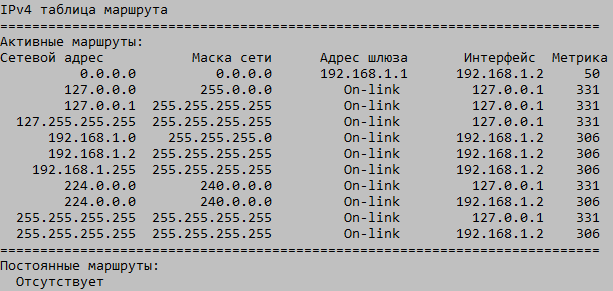 IPv4 таблица маршрута
===========================================================================
Активные маршруты:
Сетевой адрес           Маска сети      Адрес шлюза       Интерфейс  Метрика
          0.0.0.0          0.0.0.0      192.168.1.1      192.168.1.2     50
        127.0.0.0        255.0.0.0         On-link         127.0.0.1    331
        127.0.0.1  255.255.255.255         On-link         127.0.0.1    331
  127.255.255.255  255.255.255.255         On-link         127.0.0.1    331
      192.168.1.0    255.255.255.0         On-link       192.168.1.2    306
      192.168.1.2  255.255.255.255         On-link       192.168.1.2    306
    192.168.1.255  255.255.255.255         On-link       192.168.1.2    306
        224.0.0.0        240.0.0.0         On-link         127.0.0.1    331
        224.0.0.0        240.0.0.0         On-link       192.168.1.2    306
  255.255.255.255  255.255.255.255         On-link         127.0.0.1    331
  255.255.255.255  255.255.255.255         On-link       192.168.1.2    306
===========================================================================
Постоянные маршруты:
  Отсутствует